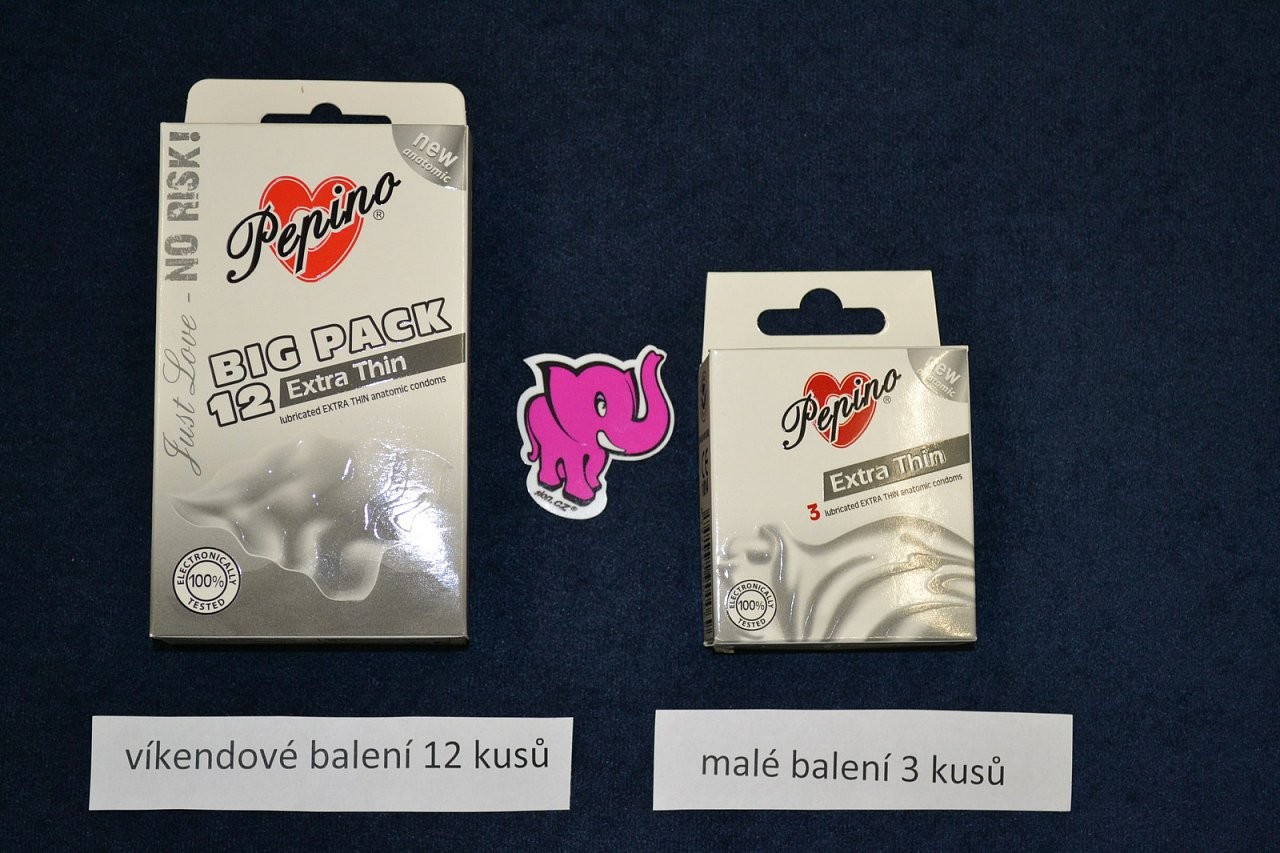 Just Love - NO RISK!
new
anatomic
Pepino®
BIG PACK
12 Extra Thin
lubricated EXTRA THIN anatomic condoms
ELECTRONICALLY
100%
TESTED
new
anatomic
Pepino®
Extra Thin
3 lubricated EXTRA THIN anatomic condoms
ELECTRONICALLY
100%
TESTED
víkendové balení 12 kusů
malé balení 3 kusů